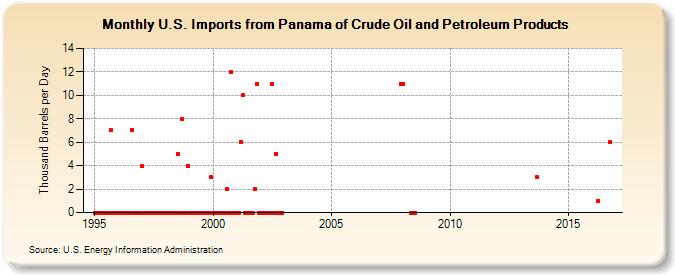 Monthly U.S. Imports from Panama of Crude Oil and Petroleum Products
Thousand Barrels per Day
14
12
10
8
6
4
2
0
1995 2000 2005 2010 2015
Source: U.S. Energy Information Administration